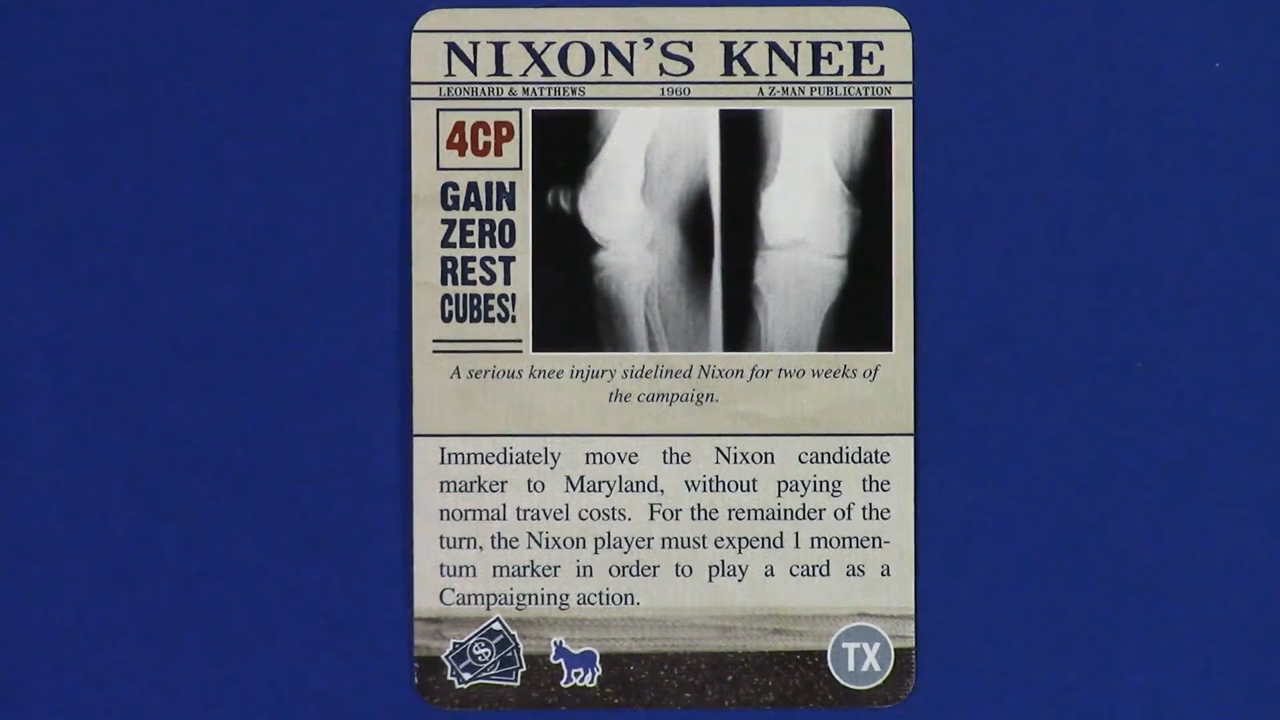 NIXON'S KNEE
LEONHARD & MATTHEWS 1960 A Z-MAN PUBLICATION
4CP
GAIN
ZERO
REST
CUBES!
A serious knee injury sidelined Nixon for two weeks of
the campaign.
Immediately move the Nixon candidate
marker to Maryland, without paying the
normal travel costs. For the remainder of the
turn, the Nixon player must expend 1 momen-
tum marker in order to play a card as a
Campaigning action.
$
TX